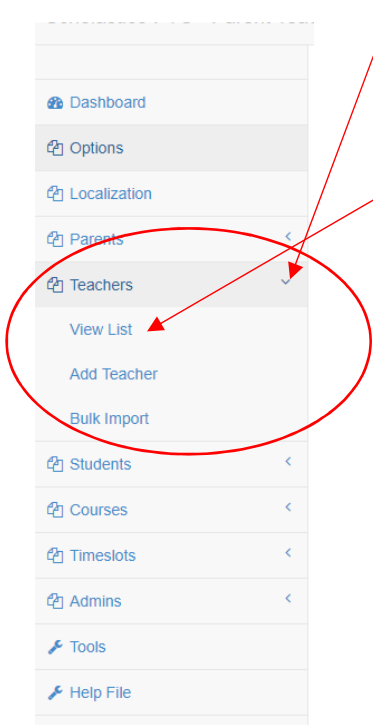 Dashboard
Options
Localization
Parents
Teachers
View List
Add Teacher
Bulk Import
Students
Courses
Timeslots
Admins
Tools
Help File